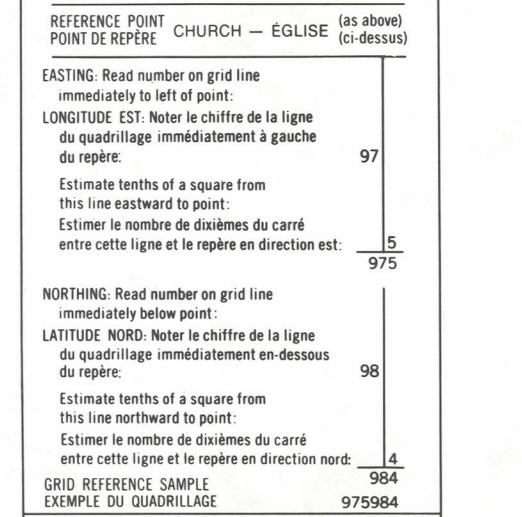 REFERENCE POINT CHURCH — ÉGLISE (as above)
POINT DE REPÈRE (ci-dessus)
EASTING: Read number on grid line
immediately to left of point:
LONGITUDE EST: Noter le chiffre de la ligne
du quadrillage immédiatement à gauche
du repère: 97
Estimate tenths of a square from
this line eastward to point:
Estimer le nombre de dixièmes du carré
entre cette ligne et le repère en direction est: 5
975
NORTHING: Read number on grid line
immediately below point:
LATITUDE NORD: Noter le chiffre de la ligne
du quadrillage immédiatement en-dessous
du repère: 98
Estimate tenths of a square from
this line northward to point:
Estimer le nombre de dixièmes du carré
entre cette ligne et le repère en direction nord: 4
984
GRID REFERENCE SAMPLE
EXEMPLE DU QUADRILLAGE 975984